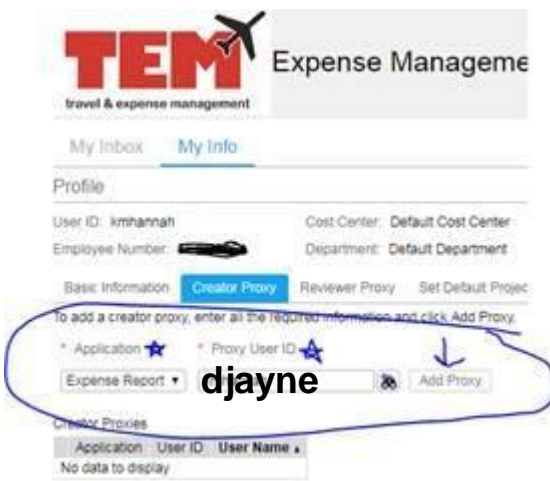 TEM
Expense Manageme
travel & expense management
My Inbox My Info
Profile
User ID: kmhannah Cost Center: Default Cost Center
Employee Number: Department: Default Department
Basic Information Creator Proxy Reviewer Proxy Set Default Projec
To add a creator proxy, enter all the required information and click Add Proxy.
* Application * Proxy User ID
Expense Report djayne Add Proxy
Creator Proxies
Application User ID User Name
No data to display